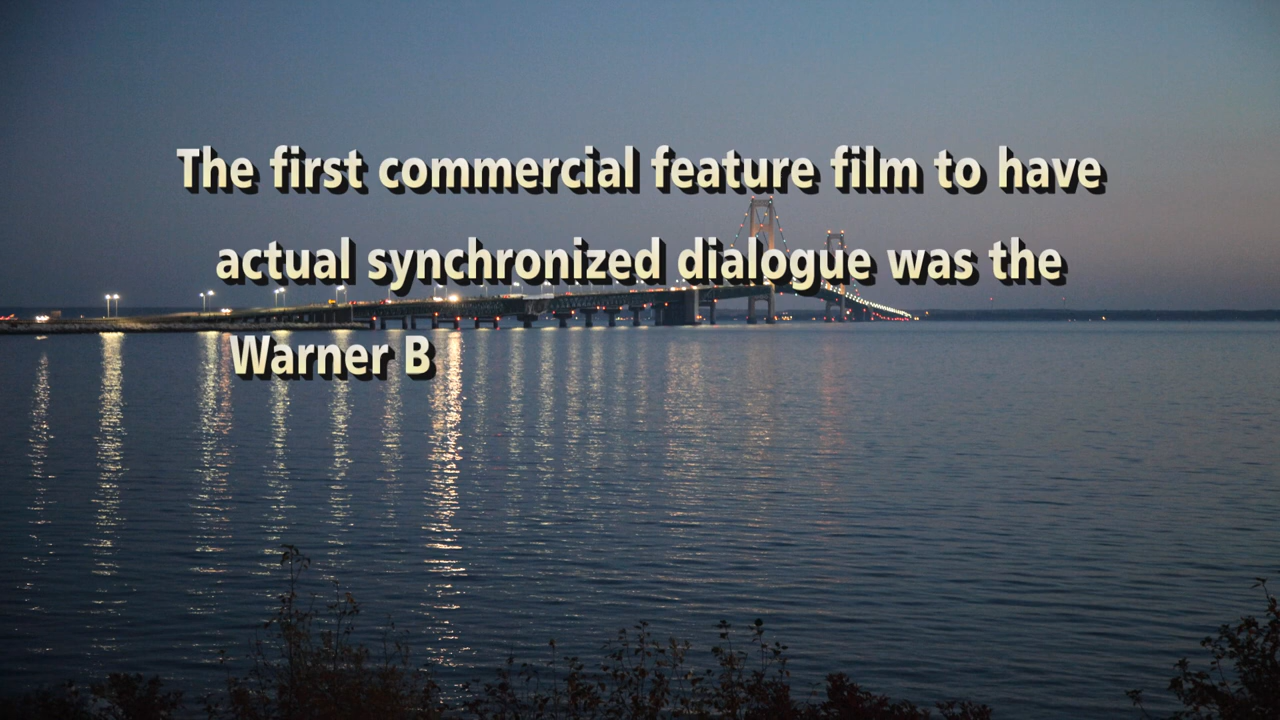 The first commercial feature film to have
actual synchronized dialogue was the
Warner B